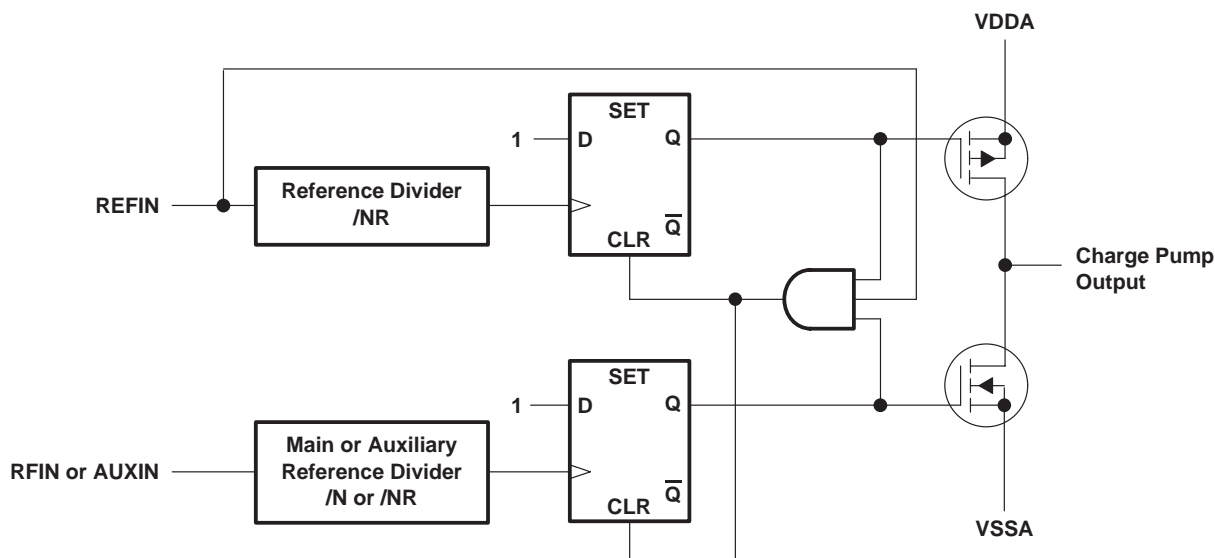 VDDA
SET
1
D
Q
REFIN
Reference Divider
/NR
Q
CLR
Charge Pump
Output
SET
1
D
Q
RFIN or AUXIN
Main or Auxiliary
Reference Divider
/N or /NR
Q
CLR
VSSA